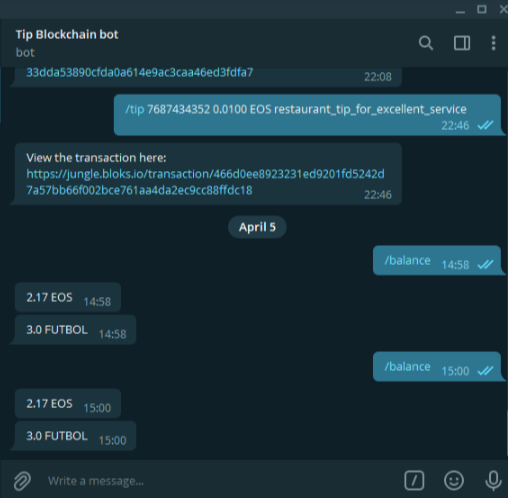 Tip Blockchain bot
bot
33dda53890cfda0a614e9ac3caa46ed3fdfa7
22:08
/tip 7687434352 0.0100 EOS restaurant_tip_for_excellent_service
22:46
View the transaction here:
https://jungle.bloks.io/transaction/466d0ee8923231ed9201fd5242d
7a57bb66f002bce761aa4da2ec9cc88ffdc18
22:46
April 5
/balance 14:58
2.17 EOS 14:58
3.0 FUTBOL 14:58
/balance 15:00
2.17 EOS 15:00
3.0 FUTBOL 15:00
Write a message...